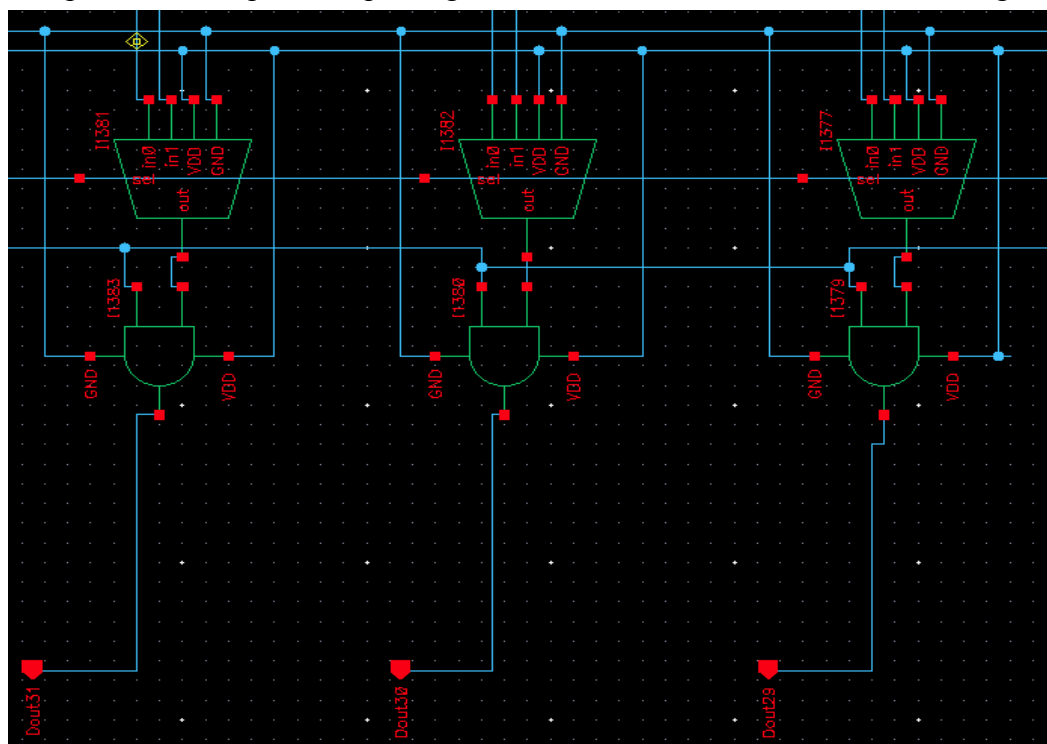 I1381
in0
in1
VDD
GND
sel
out
I1382
in0
in1
VDD
GND
sel
out
I1377
in0
in1
VDD
GND
sel
out
I1383
GND
VDD
I1380
GND
VDD
I1379
GND
VDD
Dout31
Dout30
Dout29